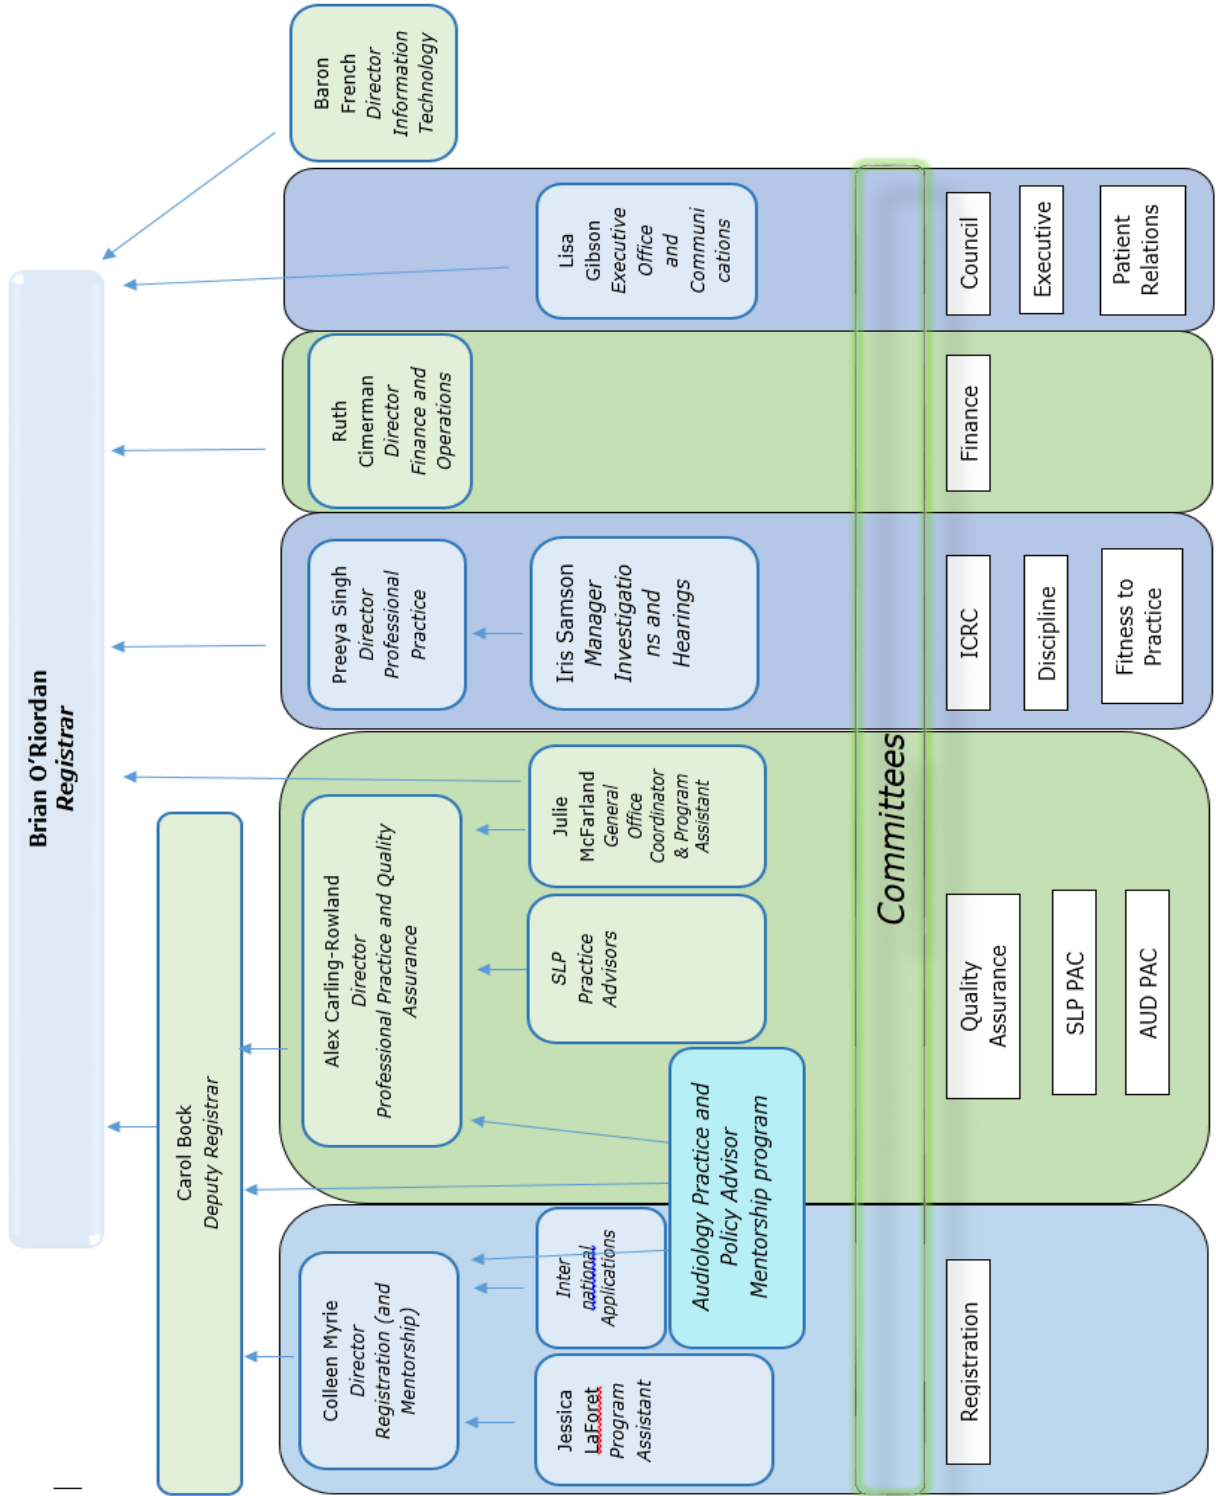 Brian O'Riordan
Registrar
Carol Bock
Deputy Registrar
Colleen Myrie
Director
Registration (and
Mentorship)
Alex Carling-Rowland
Director
Professional Practice and Quality
Assurance
Preeya Singh
Director
Professional
Practice
Ruth
Cimerman
Director
Finance and
Operations
Baron
French
Director
Information
Technology
Jessica
LaForet
Program
Assistant
Inter
national
Applications
Audiology Practice and
Policy Advisor
Mentorship program
SLP
Practice
Advisors
Julie
McFarland
General
Office
Coordinator
& Program
Assistant
Iris Samson
Manager
Investigatio
ns and
Hearings
Lisa
Gibson
Executive
Office
and
Communi
cations
Committees
Registration
Quality
Assurance
SLP PAC
AUD PAC
ICRC
Discipline
Fitness to
Practice
Finance
Council
Executive
Patient
Relations